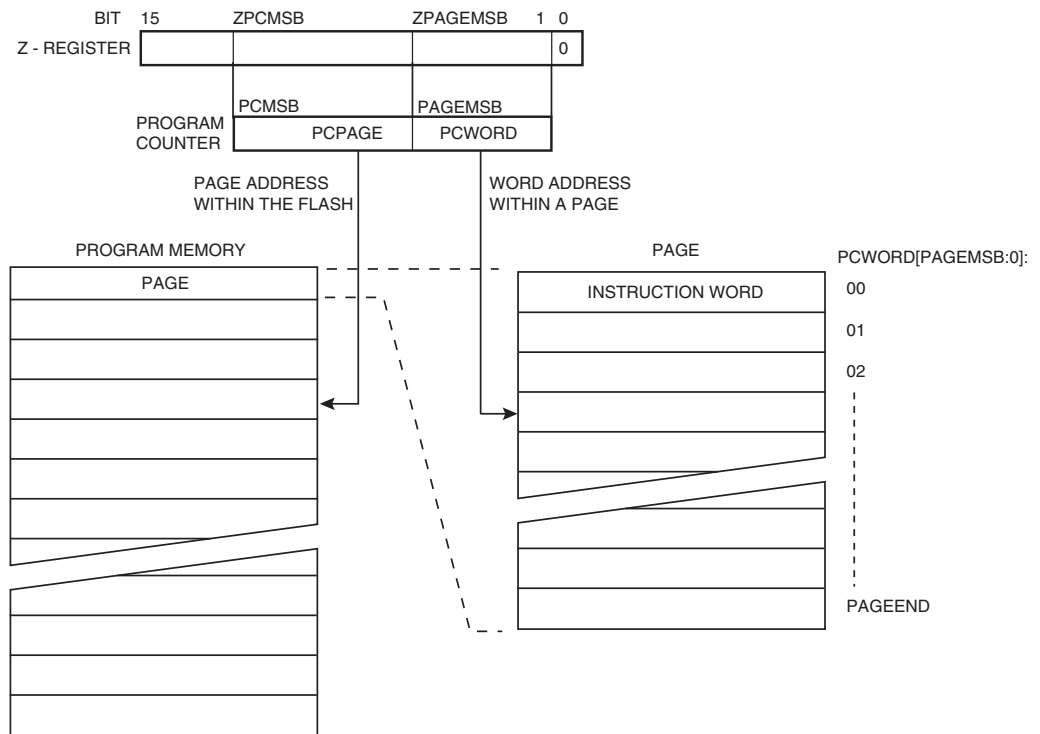 BIT 15 ZPCMSB ZPAGEMSB 1 0
Z - REGISTER 0
PCMSB PAGEMSB
PROGRAM
COUNTER
PCPAGE PCWORD
PAGE ADDRESS
WITHIN THE FLASH
WORD ADDRESS
WITHIN A PAGE
PROGRAM MEMORY
PAGE
PAGE
INSTRUCTION WORD
PCWORD[PAGEMSB:0]:
00
01
02
PAGEEND